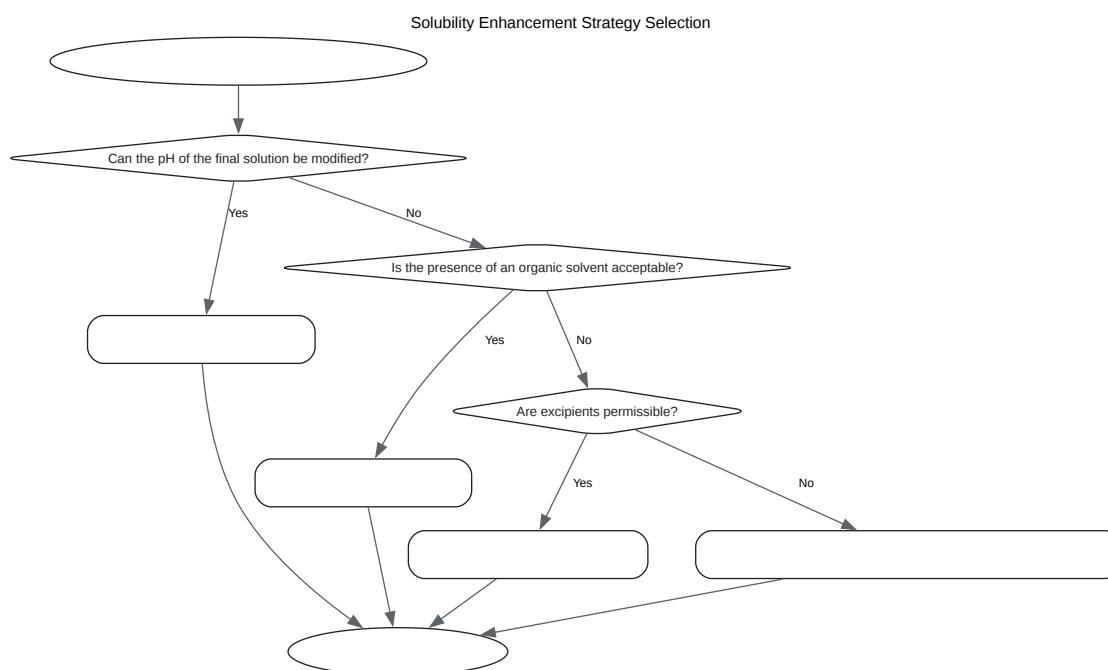 Solubility Enhancement Strategy Selection
Can the pH of the final solution be modified?
Yes
No
Is the presence of an organic solvent acceptable?
Yes
No
Are excipients permissible?
Yes
No